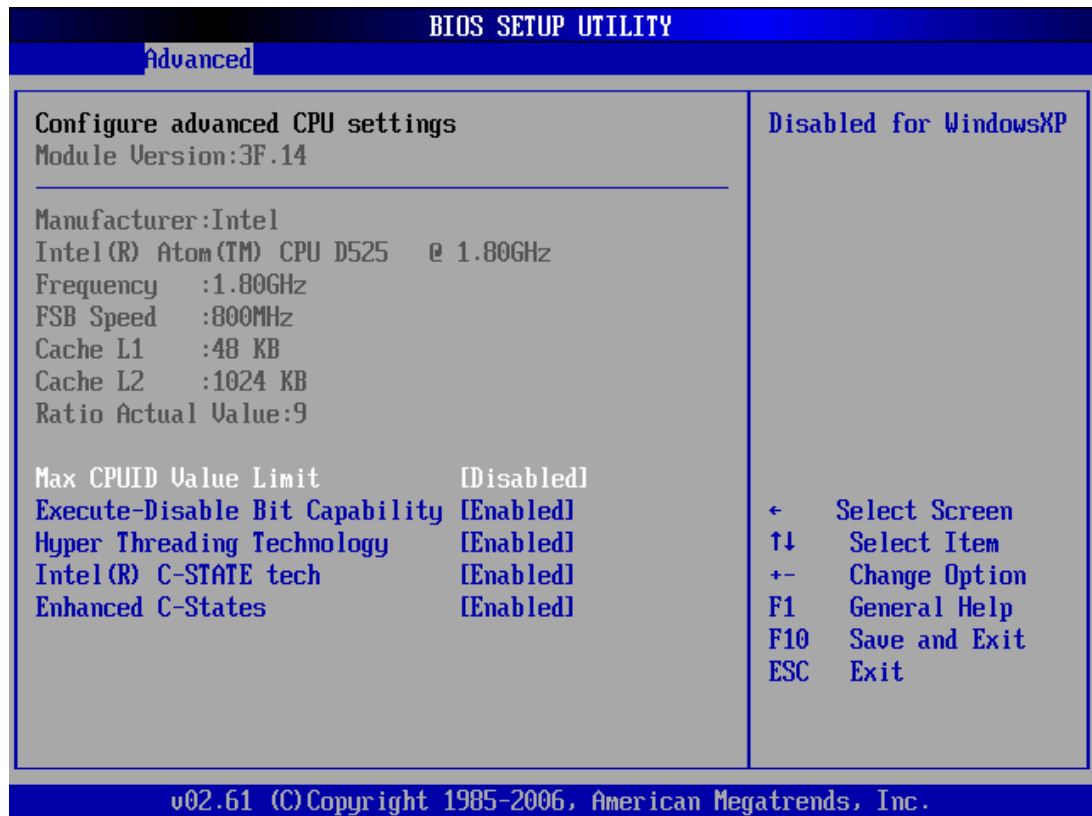 BIOS SETUP UTILITY
Advanced
Configure advanced CPU settings
Module Version:3F.14
Manufacturer:Intel
Intel(R) Atom(TM) CPU D525   @ 1.80GHz
Frequency   :1.80GHz
FSB Speed   :800MHz
Cache L1    :48 KB
Cache L2    :1024 KB
Ratio Actual Value:9
Max CPUID Value Limit        [Disabled]
Execute-Disable Bit Capability [Enabled]
Hyper Threading Technology   [Enabled]
Intel(R) C-STATE tech        [Enabled]
Enhanced C-States            [Enabled]
Disabled for WindowsXP
←    Select Screen
↑↓    Select Item
+-    Change Option
F1    General Help
F10   Save and Exit
ESC   Exit
v02.61 (C)Copyright 1985-2006, American Megatrends, Inc.